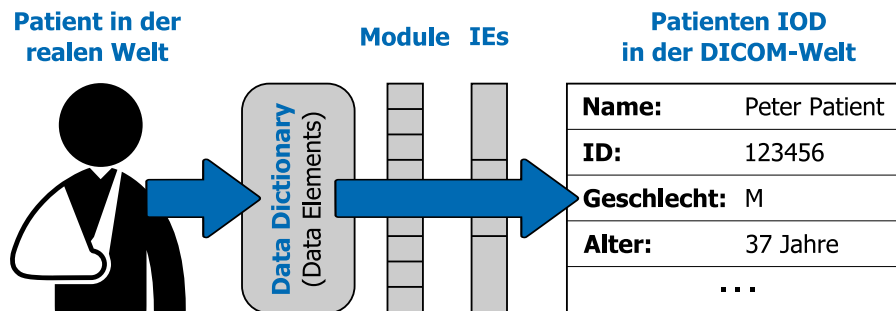 Patient in der
realen Welt
Module
IEs
Patienten IOD
in der DICOM-Welt
Data Dictionary
(Data Elements)
Name: Peter Patient
ID: 123456
Geschlecht: M
Alter: 37 Jahre
...